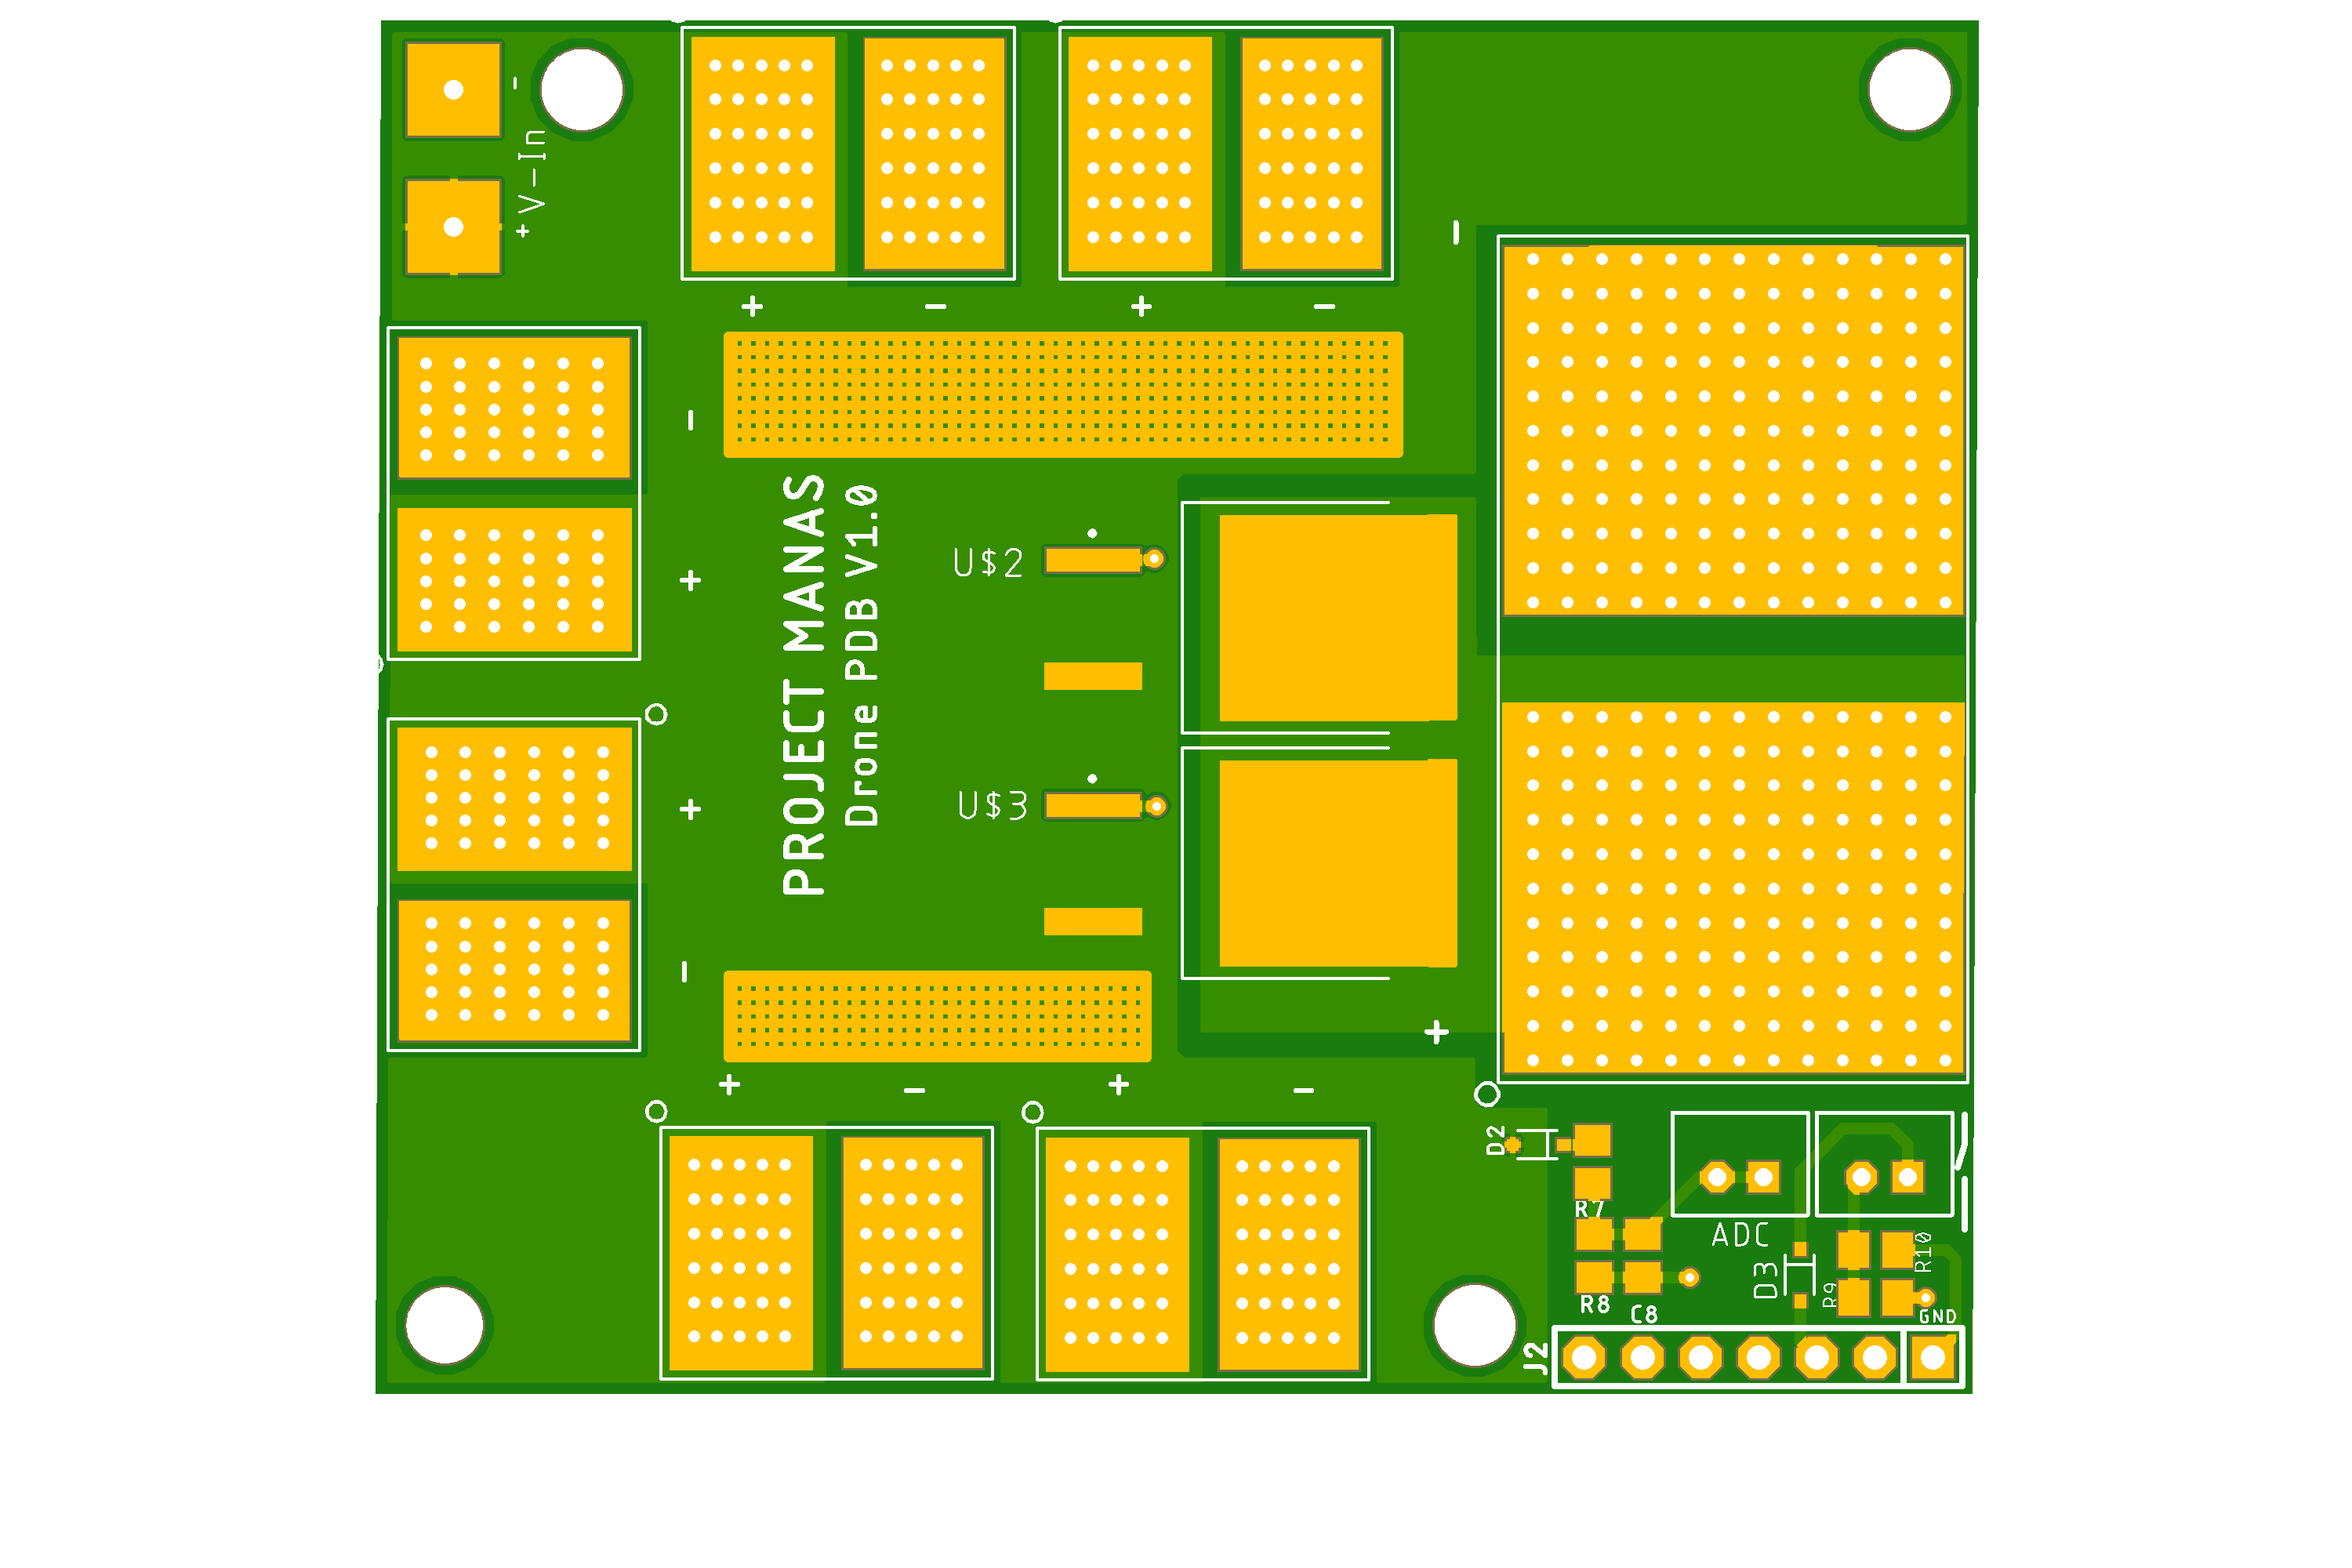 -
V-In
+
+ - + -
-
-
PROJECT MANAS
Drone PDB V1.0
U$2
+
U$3
+
-
+
+ - + -
D2
R7
ADC
D3
R10
R9
R8
C8
GND
J2